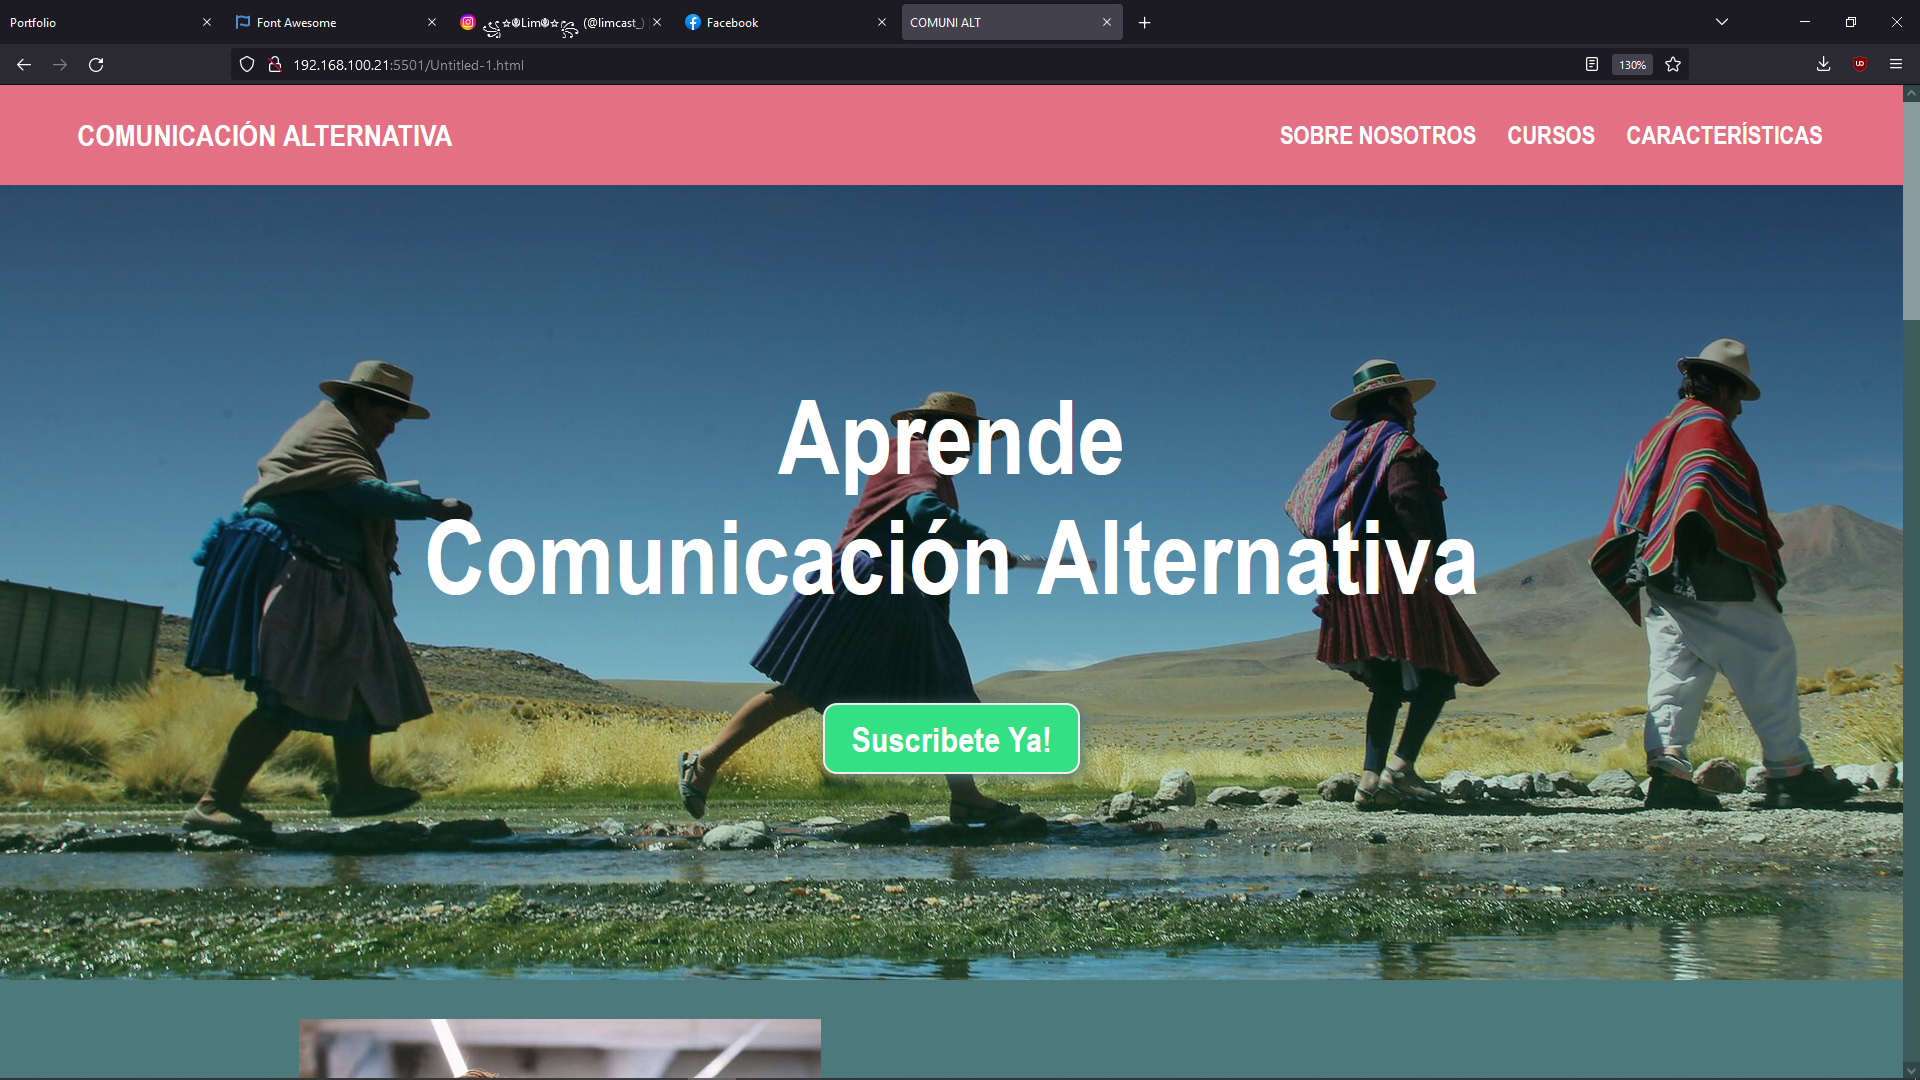 Portfolio
Font Awesome
꧁☆☬Lim☬☆꧂ (@limcast_)
Facebook
COMUNI ALT
192.168.100.21:5501/Untitled-1.html
130%
COMUNICACIÓN ALTERNATIVA
SOBRE NOSOTROS
CURSOS
CARACTERÍSTICAS
Aprende
Comunicación Alternativa
Suscribete Ya!